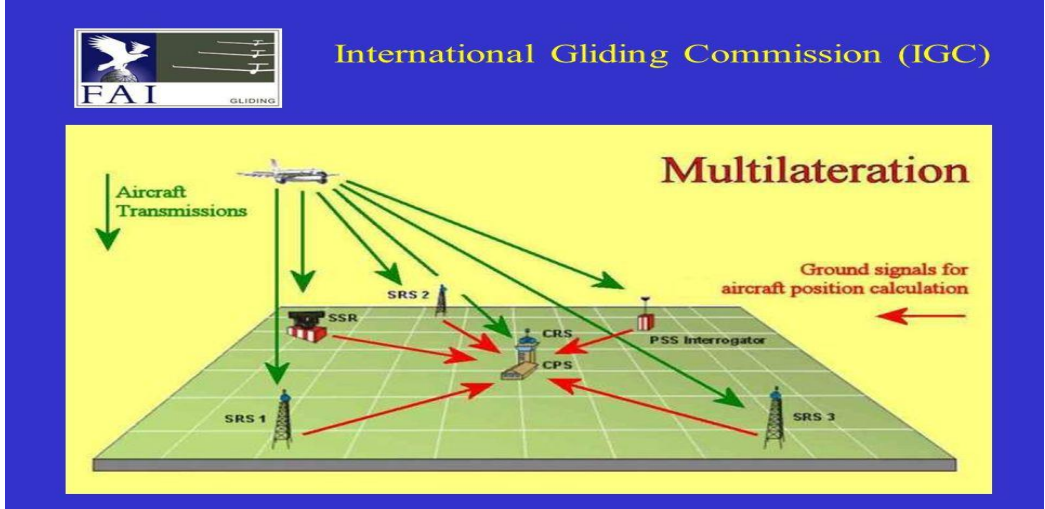 International Gliding Commission (IGC)
FAI
GLIDING
Multilateration
Aircraft
Transmissions
Ground signals for
aircraft position calculation
SRS 2
SSR
CRS
PSS Interrogator
CPS
SRS 1
SRS 3